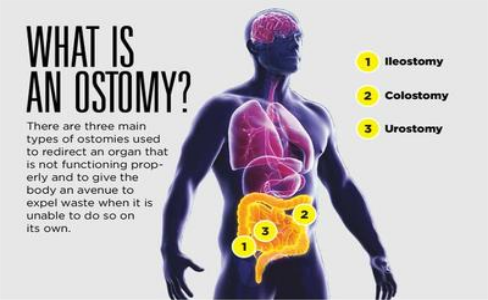 WHAT IS
AN OSTOMY?
There are three main
types of ostomies used
to redirect an organ that
is not functioning prop-
erly and to give the
body an avenue to
expel waste when it is
unable to do so on
its own.
1 Ileostomy
2 Colostomy
3 Urostomy
2
3
1